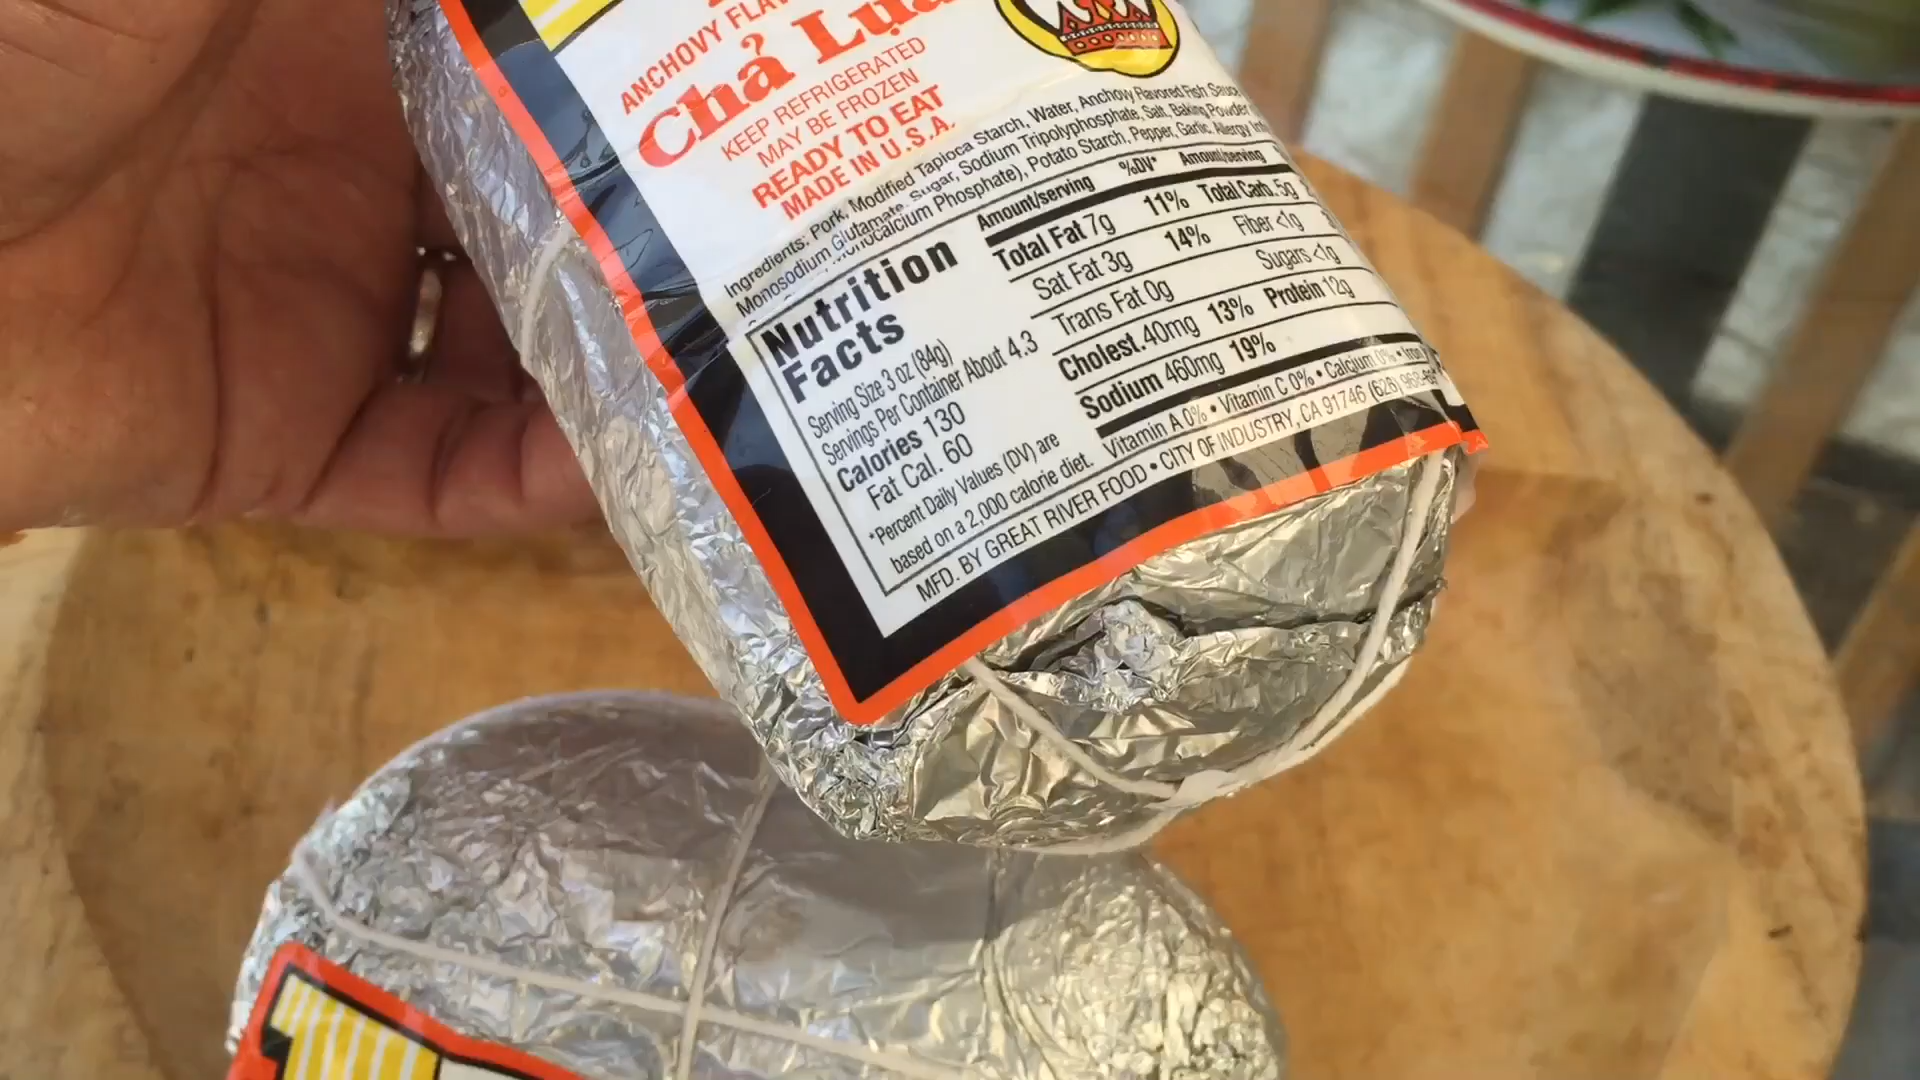 ANCHOVY FLA
Chả Lụa
KEEP REFRIGERATED
MAY BE FROZEN
READY TO EAT
MADE IN U.S.A.
Ingredients: Pork, Modified Tapioca Starch, Water, Anchovy Flavored Fish Sauce,
Monosodium Glutamate, Sugar, Sodium Tripolyphosphate, Salt, Baking Powder
Monocalcium Phosphate), Potato Starch, Pepper, Garlic. Allergy
Nutrition
Facts
Serving Size 3 oz (84g)
Servings Per Container About 4.3
Calories 130
Fat Cal. 60
*Percent Daily Values (DV) are
based on a 2,000 calorie diet.
Amount/serving %DV* Amount/serving
Total Fat 7g 11% Total Carb. 5g
Sat Fat 3g 14% Fiber <1g
Trans Fat 0g Sugars <1g
Cholest. 40mg 13% Protein 12g
Sodium 460mg 19%
Vitamin A 0% • Vitamin C 0% • Calcium 0% • Iron
MFD. BY GREAT RIVER FOOD • CITY OF INDUSTRY, CA 91746 (626) 968-